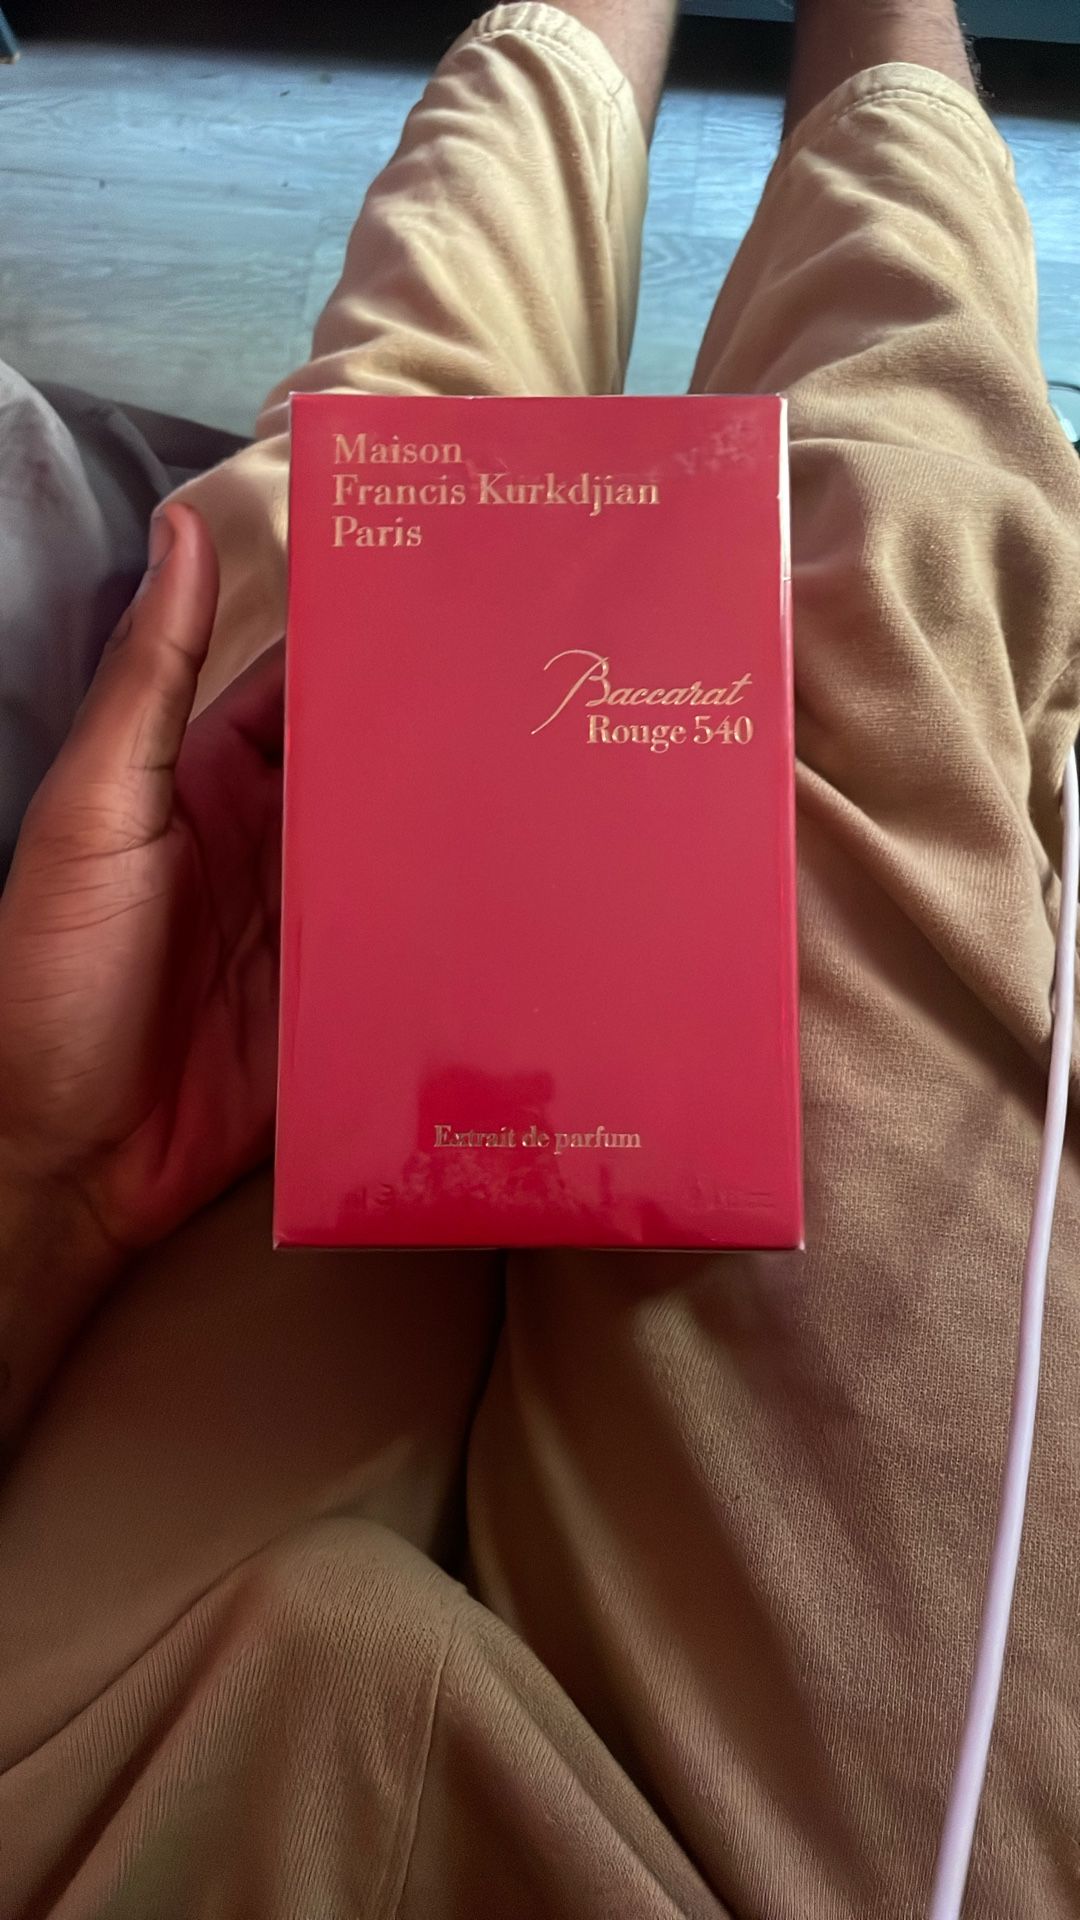 Maison
Francis Kurkdjian
Paris
Baccarat
Rouge 540
Extrait de parfum